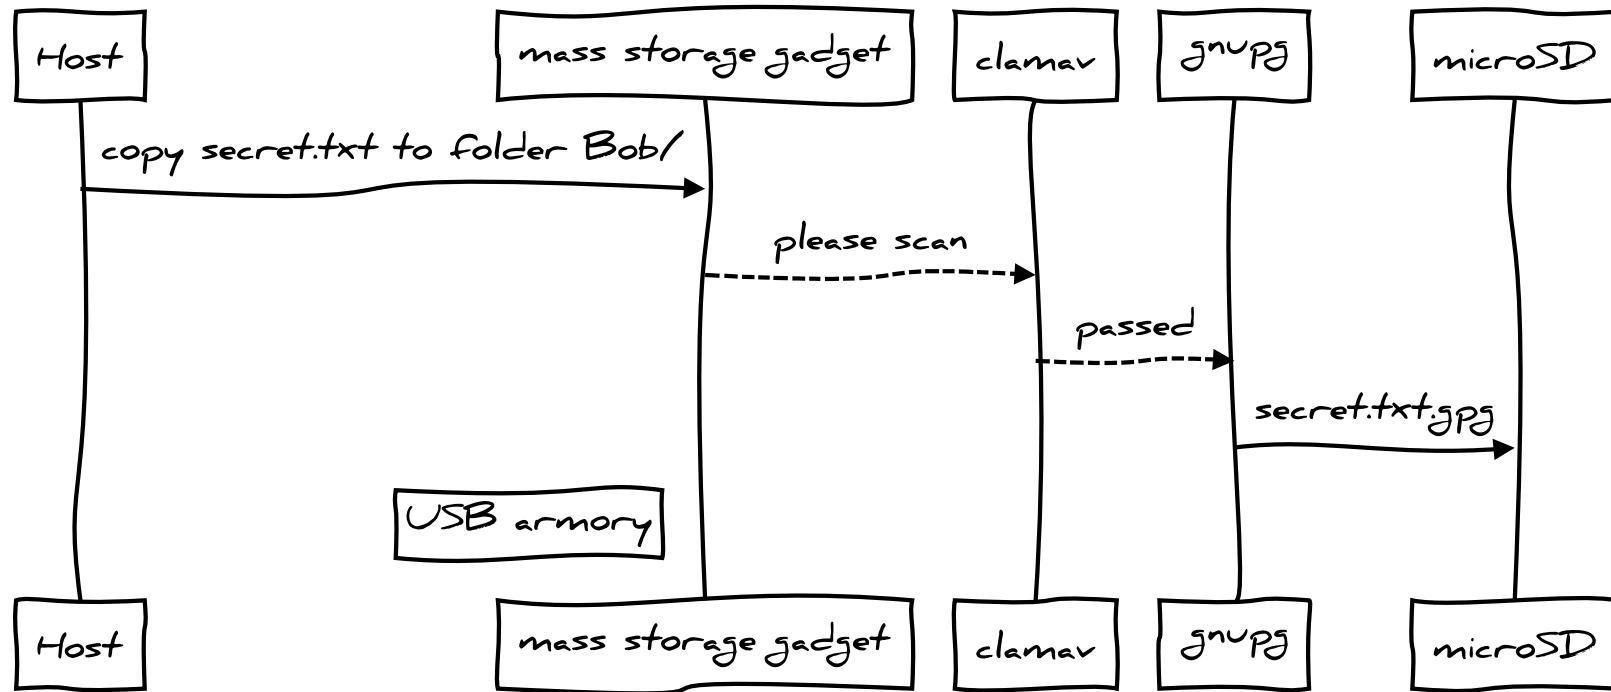 Host
mass storage gadget
clamav
gnupg
microSD
copy secret.txt to folder Bob/
please scan
passed
secret.txt.gpg
USB armory
Host
mass storage gadget
clamav
gnupg
microSD